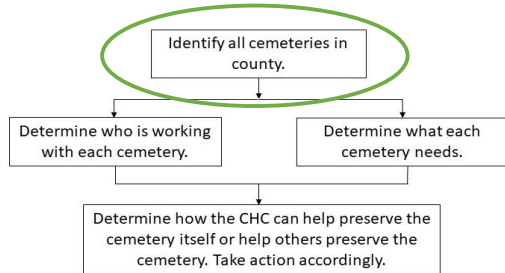 Identify all cemeteries in
county.
Determine who is working
with each cemetery.
Determine what each
cemetery needs.
Determine how the CHC can help preserve the
cemetery itself or help others preserve the
cemetery. Take action accordingly.